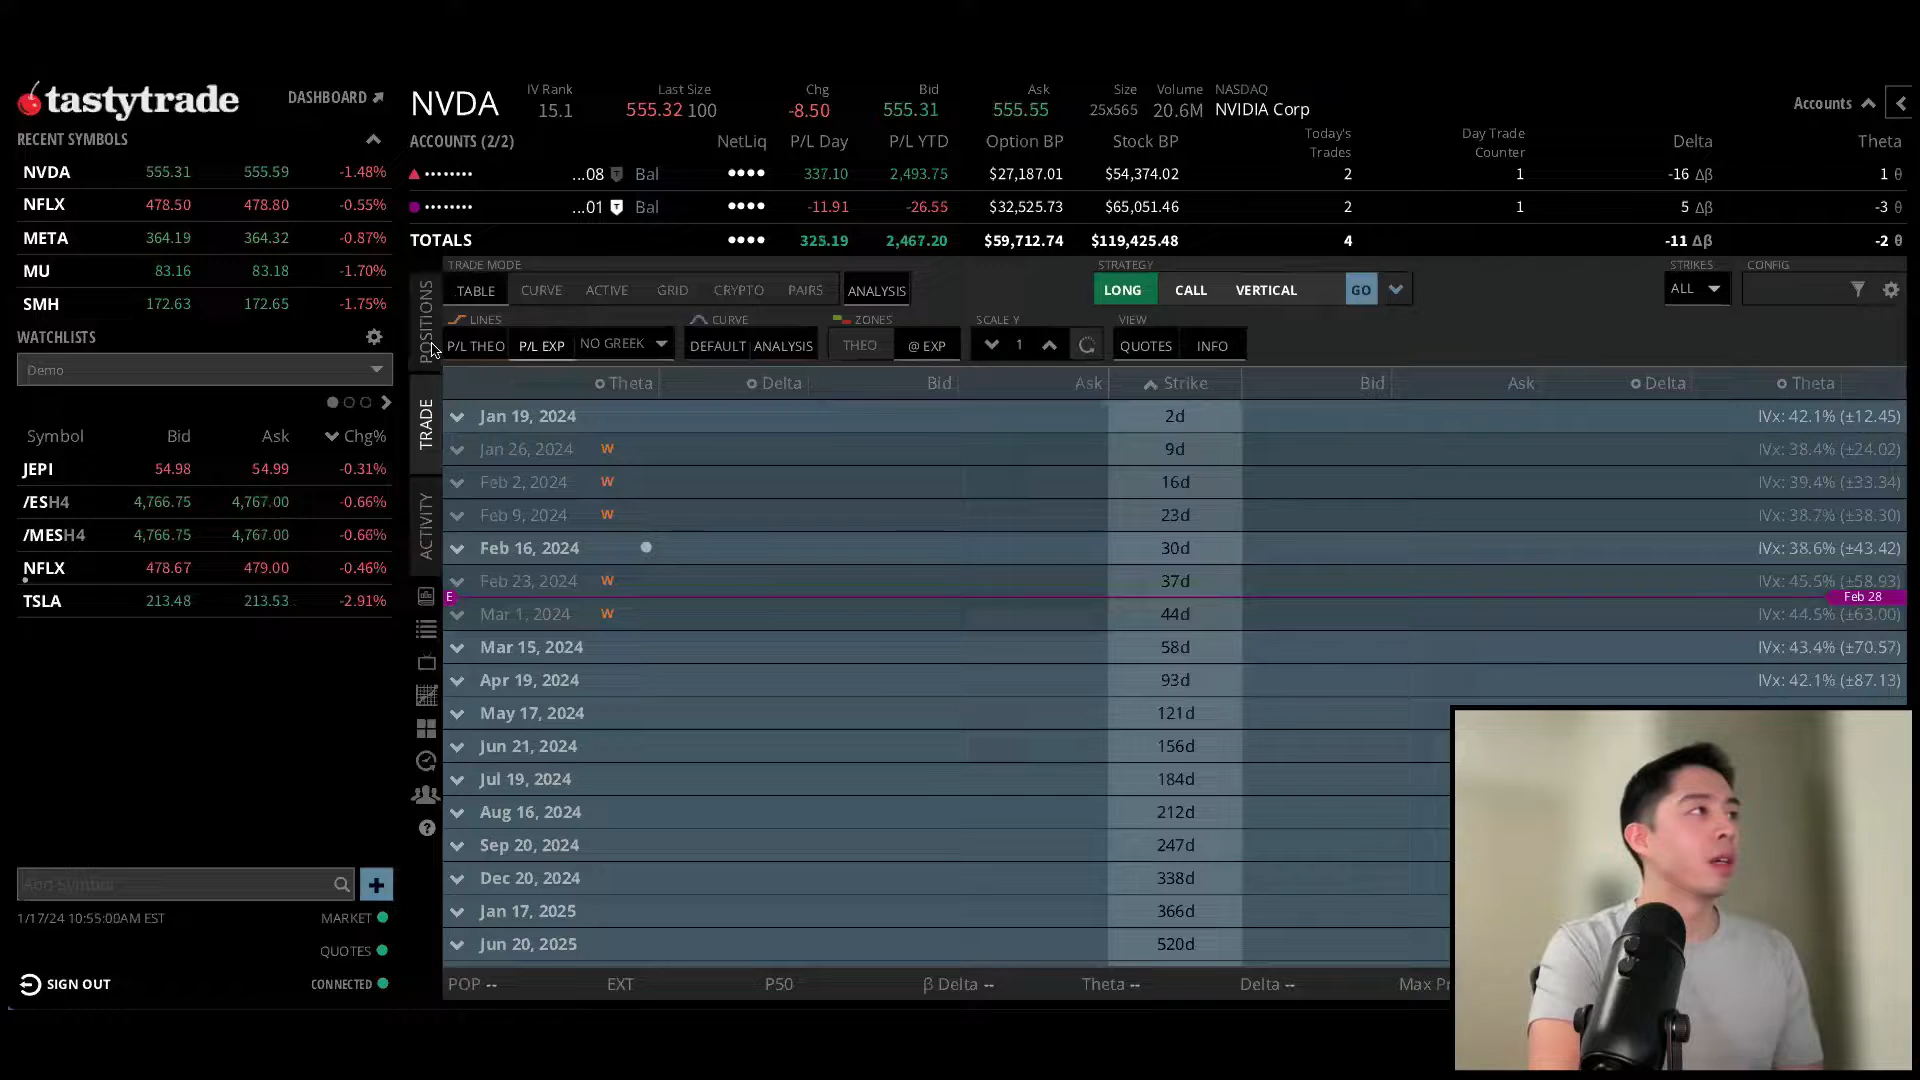 tastytrade DASHBOARD
RECENT SYMBOLS
NVDA 555.31 555.59 -1.48%
NFLX 478.50 478.80 -0.55%
META 364.19 364.32 -0.87%
MU 83.16 83.18 -1.70%
SMH 172.63 172.65 -1.75%
WATCHLISTS
Demo
Symbol Bid Ask Chg%
JEPI 54.98 54.99 -0.31%
/ESH4 4,766.75 4,767.00 -0.66%
/MESH4 4,766.75 4,767.00 -0.66%
NFLX 478.67 479.00 -0.46%
TSLA 213.48 213.53 -2.91%
Add Symbol
1/17/24 10:55:00AM EST MARKET
QUOTES
SIGN OUT CONNECTED
IV Rank Last Size Chg Bid Ask Size Volume NASDAQ
NVDA 15.1 555.32 100 -8.50 555.31 555.55 25x565 20.6M NVIDIA Corp
Accounts
ACCOUNTS (2/2) NetLiq P/L Day P/L YTD Option BP Stock BP Today's Trades Day Trade Counter Delta Theta
...08 T Bal 337.10 2,493.75 $27,187.01 $54,374.02 2 1 -16 Δβ 1 θ
...01 T Bal -11.91 -26.55 $32,525.73 $65,051.46 2 1 5 Δβ -3 θ
TOTALS 325.19 2,467.20 $59,712.74 $119,425.48 4 -11 Δβ -2 θ
TRADE MODE STRATEGY STRIKES CONFIG
TABLE CURVE ACTIVE GRID CRYPTO PAIRS ANALYSIS LONG CALL VERTICAL GO ALL
LINES CURVE ZONES SCALE Y VIEW
P/L THEO P/L EXP NO GREEK DEFAULT ANALYSIS THEO @ EXP 1 QUOTES INFO
POSITIONS
TRADE
ACTIVITY
Theta Delta Bid Ask Strike Bid Ask Delta Theta
Jan 19, 2024 2d IVx: 42.1% (±12.45)
Jan 26, 2024 W 9d IVx: 38.4% (±24.02)
Feb 2, 2024 W 16d IVx: 39.4% (±33.34)
Feb 9, 2024 W 23d IVx: 38.7% (±38.30)
Feb 16, 2024 30d IVx: 38.6% (±43.42)
Feb 23, 2024 W 37d IVx: 45.5% (±58.93)
E Feb 28
Mar 1, 2024 W 44d IVx: 44.5% (±63.00)
Mar 15, 2024 58d IVx: 43.4% (±70.57)
Apr 19, 2024 93d IVx: 42.1% (±87.13)
May 17, 2024 121d
Jun 21, 2024 156d
Jul 19, 2024 184d
Aug 16, 2024 212d
Sep 20, 2024 247d
Dec 20, 2024 338d
Jan 17, 2025 366d
Jun 20, 2025 520d
POP -- EXT P50 β Delta -- Theta -- Delta -- Max Pr